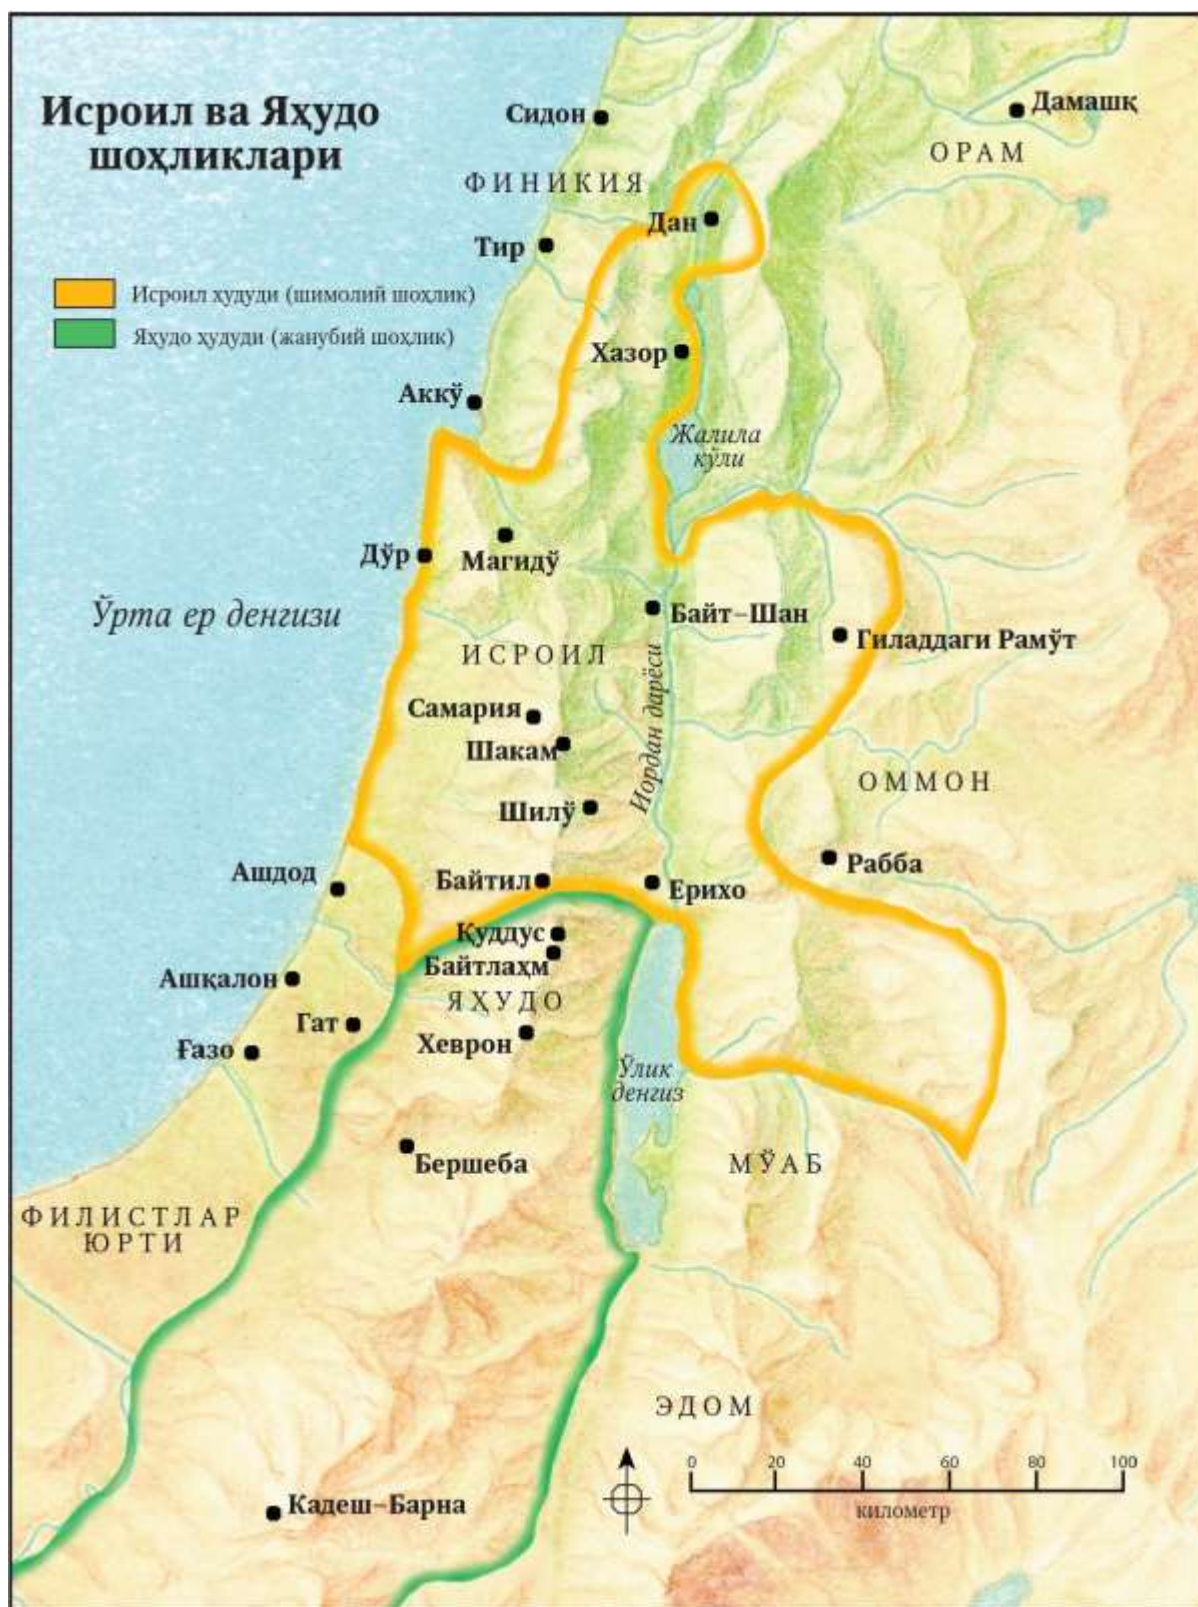 Исроил ва Яҳудо
шоҳликлари
Исроил ҳудуди (шимолий шоҳлик)
Яҳудо ҳудуди (жанубий шоҳлик)
Сидон
Дамашқ
ОРАМ
ФИНИКИЯ
Дан
Тир
Хазор
Аккў
Жалила
кўли
Дўр
Магидў
Ўрта ер денгизи
Байт-Шан
Гиладдаги Рамўт
ИСРОИЛ
Иордан дарёси
Самария
Шакам
ОММОН
Шилў
Рабба
Ашдод
Байтил
Ерихо
Қуддус
Байтлаҳм
Ашқалон
ЯҲУДО
Гат
Хеврон
Ғазо
Ўлик
денгиз
Бершеба
МЎАБ
ФИЛИСТЛАР
ЮРТИ
ЭДОМ
0 20 40 60 80 100
километр
Кадеш-Барна